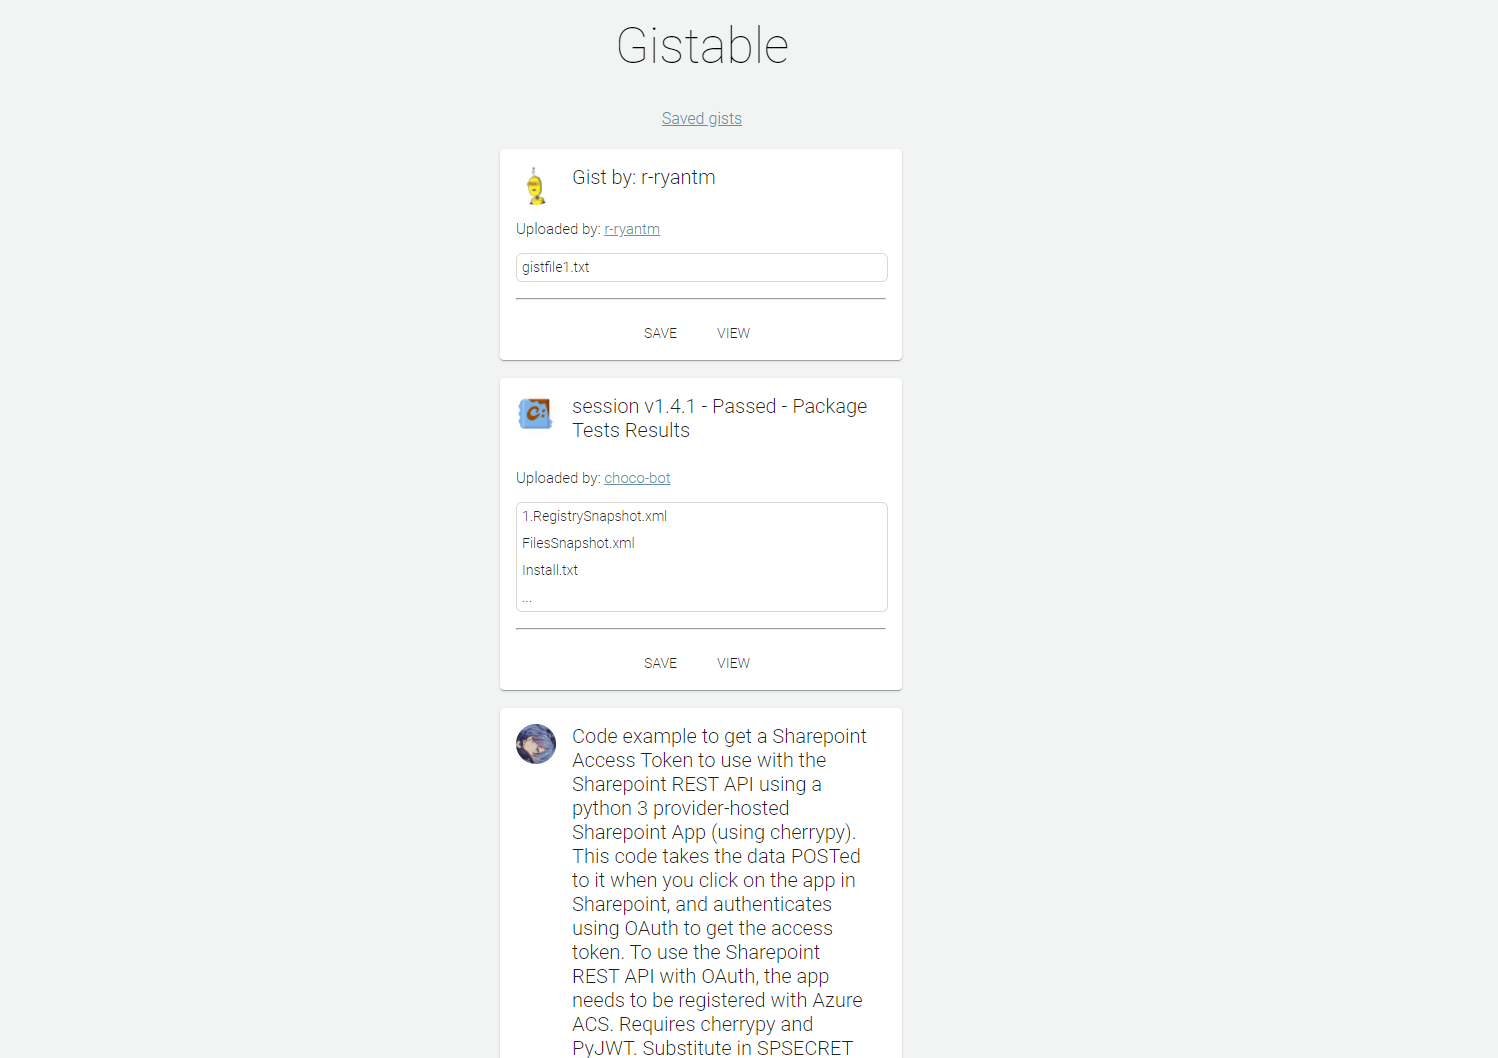 Gistable
Saved gists
Gist by: r-ryantm
Uploaded by: r-ryantm
gistfile1.txt
SAVE VIEW
session v1.4.1 - Passed - Package
Tests Results
Uploaded by: choco-bot
1.RegistrySnapshot.xml
FilesSnapshot.xml
Install.txt
...
SAVE VIEW
Code example to get a Sharepoint
Access Token to use with the
Sharepoint REST API using a
python 3 provider-hosted
Sharepoint App (using cherrypy).
This code takes the data POSTed
to it when you click on the app in
Sharepoint, and authenticates
using OAuth to get the access
token. To use the Sharepoint
REST API with OAuth, the app
needs to be registered with Azure
ACS. Requires cherrypy and
PyJWT. Substitute in SPSECRET